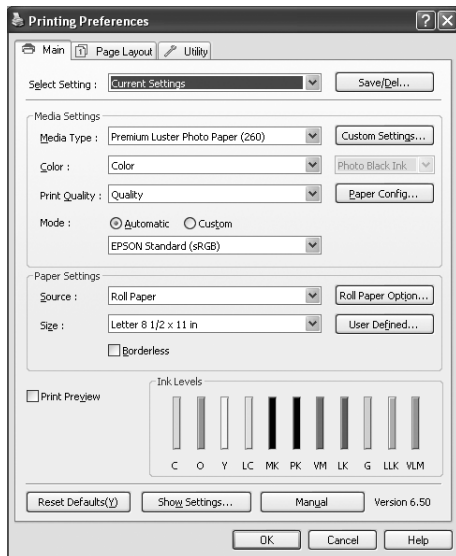 Printing Preferences
Main Page Layout Utility
Select Setting : Current Settings Save/Del...
Media Settings
Media Type : Premium Luster Photo Paper (260) Custom Settings...
Color : Color Photo Black Ink
Print Quality : Quality Paper Config...
Mode : Automatic Custom
EPSON Standard (sRGB)
Paper Settings
Source : Roll Paper Roll Paper Option...
Size : Letter 8 1/2 x 11 in User Defined...
Borderless
Print Preview
Ink Levels
C O Y LC MK PK VM LK G LLK VLM
Reset Defaults(Y) Show Settings... Manual Version 6.50
OK Cancel Help